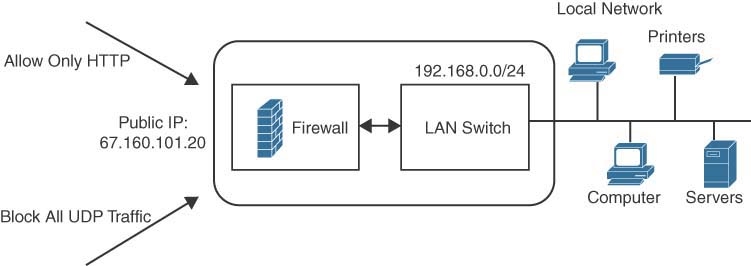 Local Network
Printers
Allow Only HTTP
192.168.0.0/24
Public IP:
67.160.101.20
Firewall
LAN Switch
Computer
Servers
Block All UDP Traffic